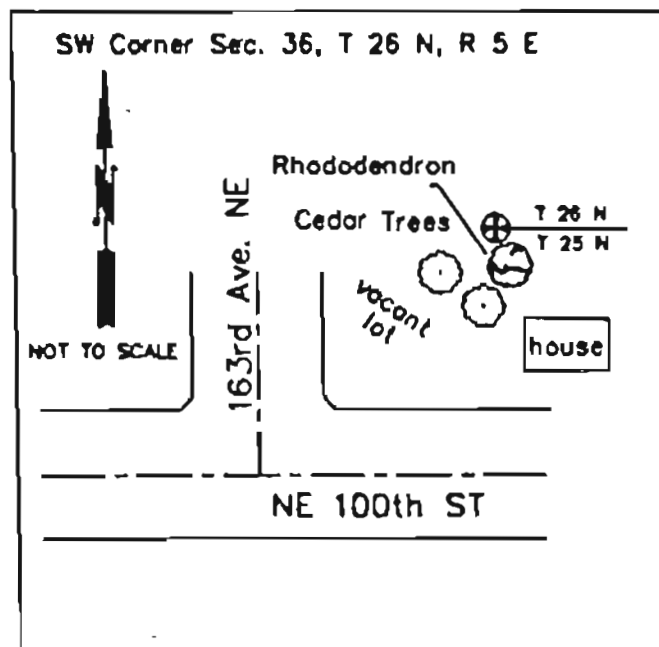 SW Corner Sec. 36, T 26 N, R 5 E
Rhododendron
Cedar Trees
T 26 N
T 25 N
163rd Ave. NE
vacant
lot
NOT TO SCALE
house
NE 100th ST